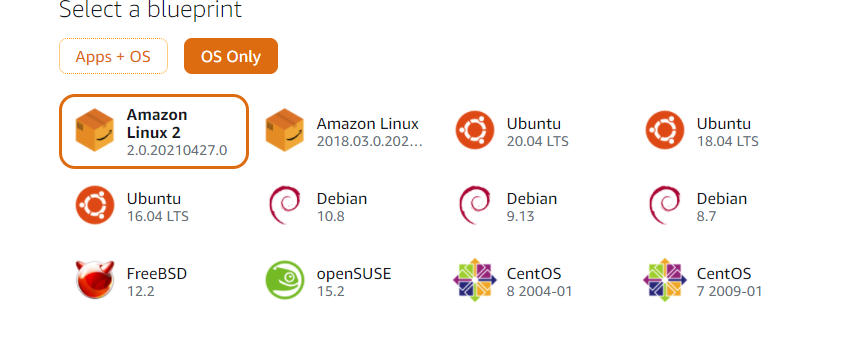 Select a blueprint
Apps + OS
OS Only
Amazon
Linux 2
2.0.20210427.0
Amazon Linux
2018.03.0.202...
Ubuntu
20.04 LTS
Ubuntu
18.04 LTS
Ubuntu
16.04 LTS
Debian
10.8
Debian
9.13
Debian
8.7
FreeBSD
12.2
openSUSE
15.2
CentOS
8 2004-01
CentOS
7 2009-01